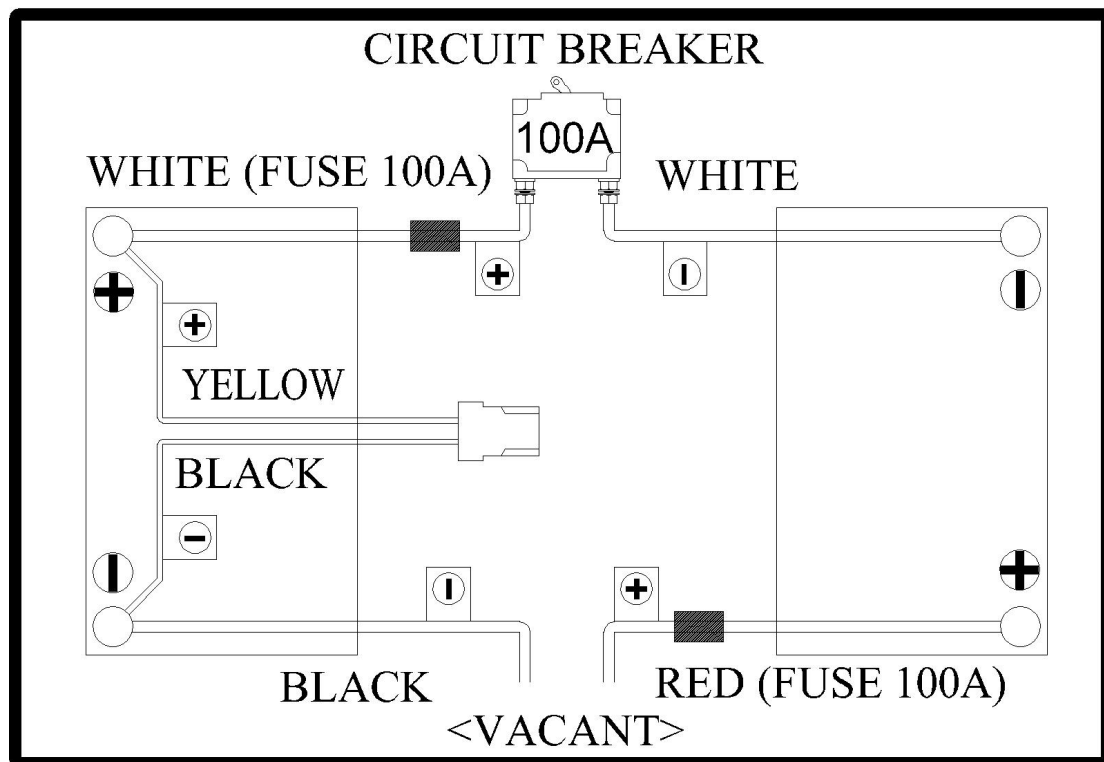 CIRCUIT BREAKER
100A
WHITE (FUSE 100A)
WHITE
+
-
+
-
+
YELLOW
BLACK
-
-
-
+
+
BLACK
RED (FUSE 100A)
<VACANT>